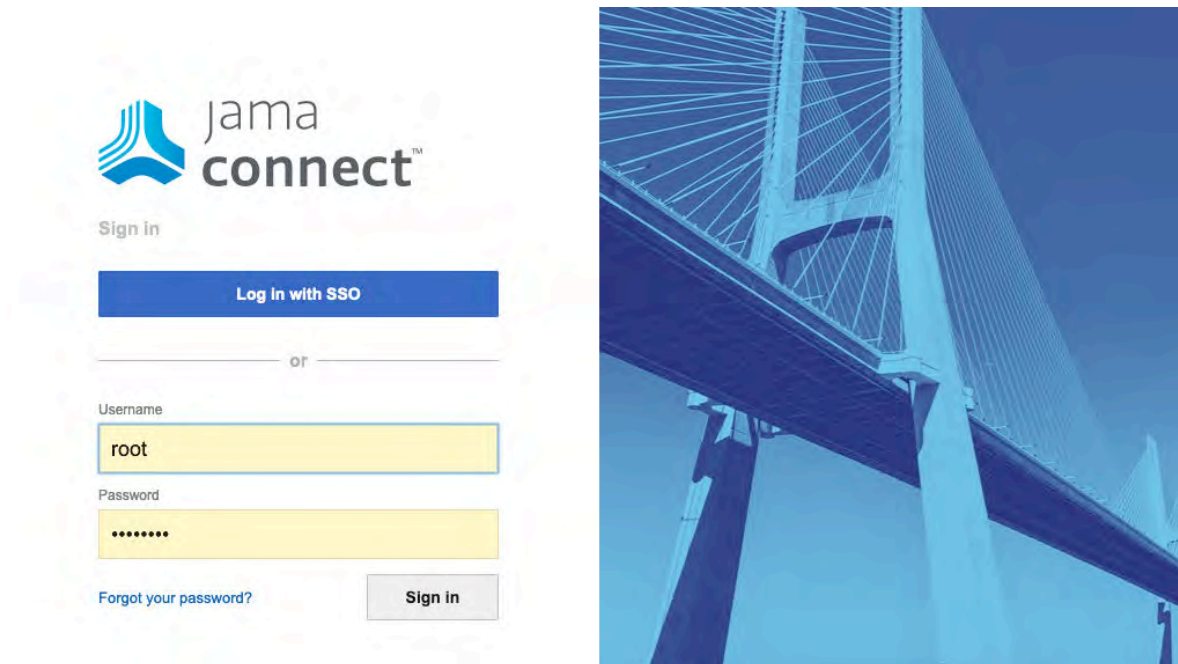 jama
connect™
Sign in
Log in with SSO
or
Username
root
Password
••••••••
Forgot your password?
Sign in